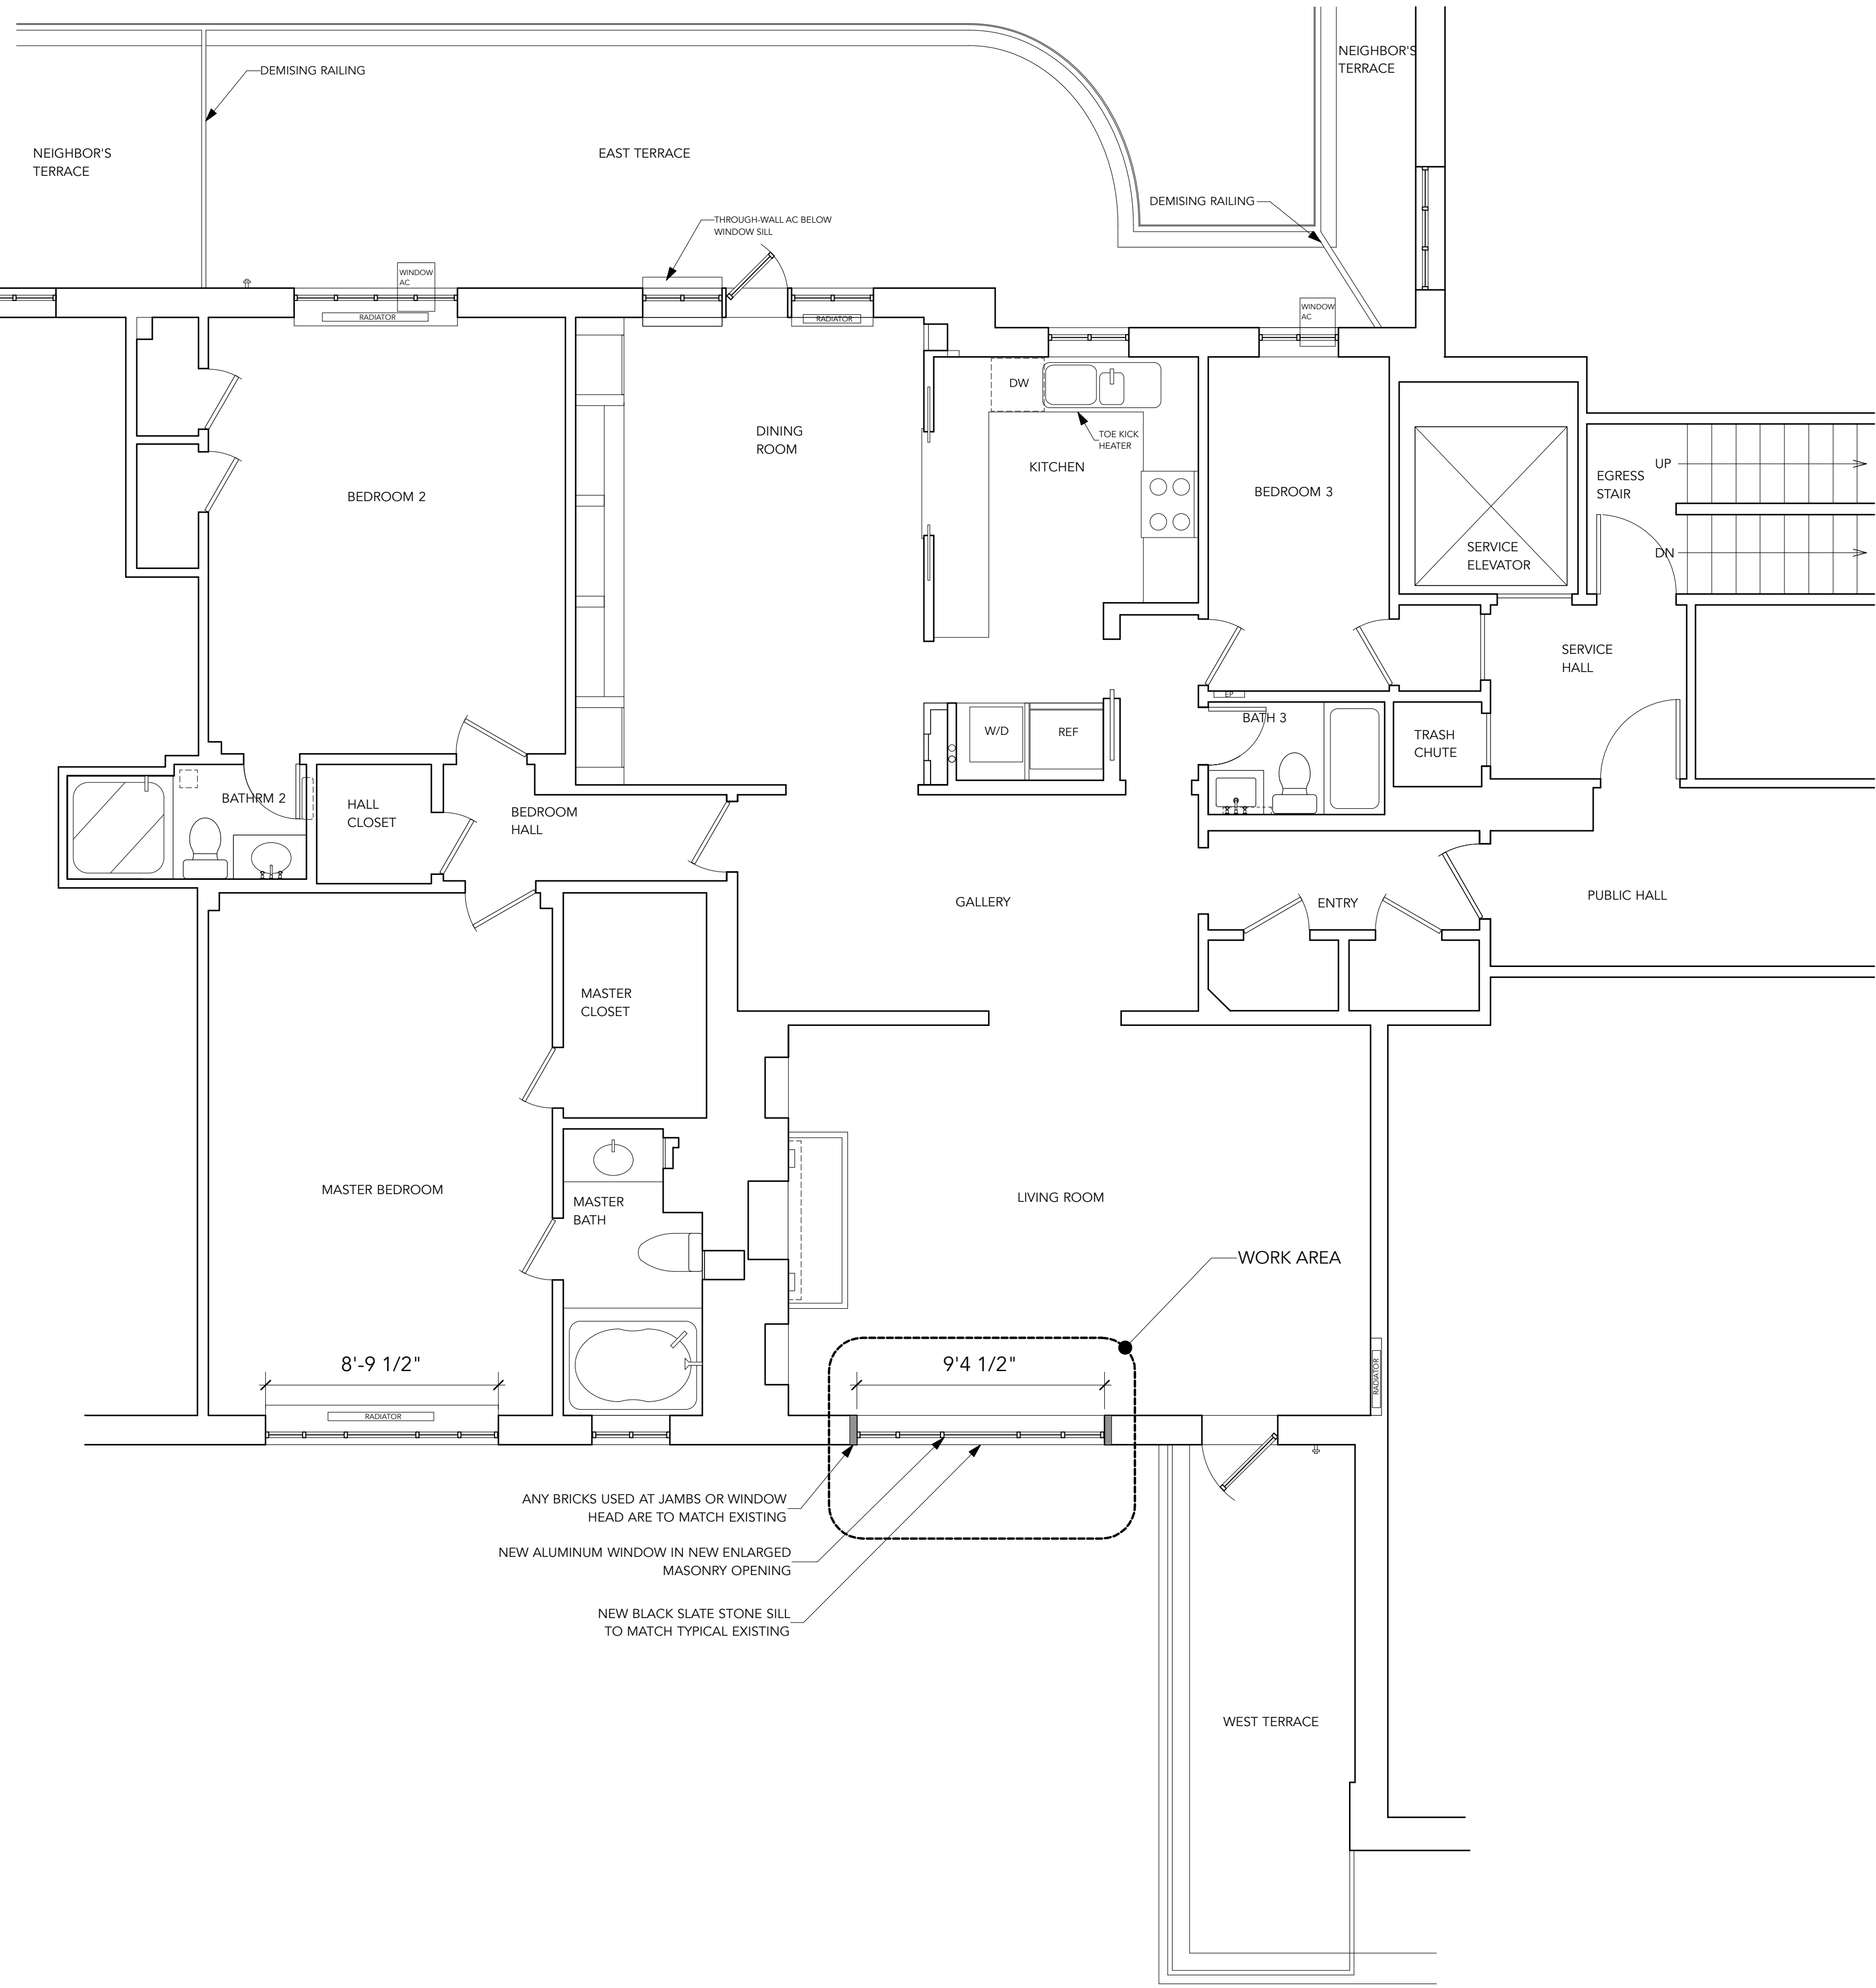 NEIGHBOR'S
TERRACE
DEMISING RAILING
NEIGHBOR'S
TERRACE
EAST TERRACE
DEMISING RAILING
THROUGH-WALL AC BELOW
WINDOW SILL
WINDOW
AC
RADIATOR
RADIATOR
WINDOW
AC
DW
TOE KICK
HEATER
DINING
ROOM
KITCHEN
BEDROOM 2
BEDROOM 3
UP
EGRESS
STAIR
DN
SERVICE
ELEVATOR
SERVICE
HALL
EP
BATH 3
W/D
REF
TRASH
CHUTE
BATHRM 2
HALL
CLOSET
BEDROOM
HALL
GALLERY
ENTRY
PUBLIC HALL
MASTER
CLOSET
MASTER BEDROOM
MASTER
BATH
LIVING ROOM
WORK AREA
8'-9 1/2"
9'4 1/2"
RADIATOR
RADIATOR
ANY BRICKS USED AT JAMBS OR WINDOW
HEAD ARE TO MATCH EXISTING
NEW ALUMINUM WINDOW IN NEW ENLARGED
MASONRY OPENING
NEW BLACK SLATE STONE SILL
TO MATCH TYPICAL EXISTING
WEST TERRACE